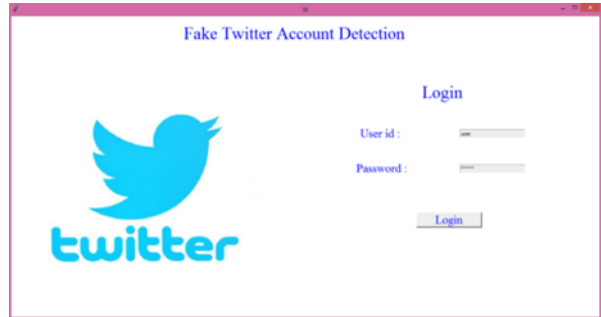 Fake Twitter Account Detection
Login
User id :
Password :
Login
twitter